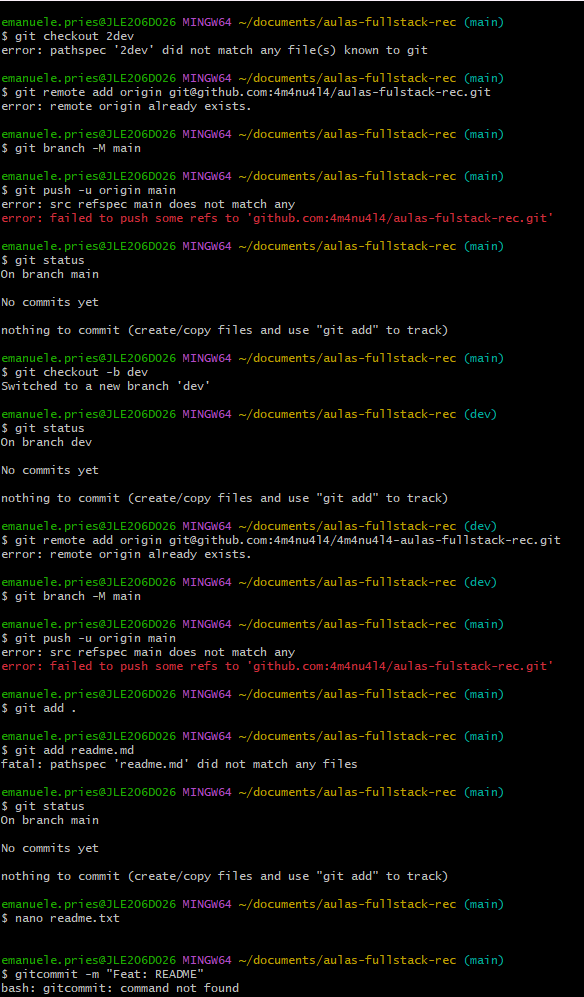 emanuele.pries@JLE206D026 MINGW64 ~/documents/aulas-fullstack-rec (main)
$ git checkout 2dev
error: pathspec '2dev' did not match any file(s) known to git
emanuele.pries@JLE206D026 MINGW64 ~/documents/aulas-fullstack-rec (main)
$ git remote add origin git@github.com:4m4nu4l4/aulas-fulstack-rec.git
error: remote origin already exists.
emanuele.pries@JLE206D026 MINGW64 ~/documents/aulas-fullstack-rec (main)
$ git branch -M main
emanuele.pries@JLE206D026 MINGW64 ~/documents/aulas-fullstack-rec (main)
$ git push -u origin main
error: src refspec main does not match any
error: failed to push some refs to 'github.com:4m4nu4l4/aulas-fulstack-rec.git'
emanuele.pries@JLE206D026 MINGW64 ~/documents/aulas-fullstack-rec (main)
$ git status
On branch main
No commits yet
nothing to commit (create/copy files and use "git add" to track)
emanuele.pries@JLE206D026 MINGW64 ~/documents/aulas-fullstack-rec (main)
$ git checkout -b dev
Switched to a new branch 'dev'
emanuele.pries@JLE206D026 MINGW64 ~/documents/aulas-fullstack-rec (dev)
$ git status
On branch dev
No commits yet
nothing to commit (create/copy files and use "git add" to track)
emanuele.pries@JLE206D026 MINGW64 ~/documents/aulas-fullstack-rec (dev)
$ git remote add origin git@github.com:4m4nu4l4/4m4nu4l4-aulas-fullstack-rec.git
error: remote origin already exists.
emanuele.pries@JLE206D026 MINGW64 ~/documents/aulas-fullstack-rec (dev)
$ git branch -M main
emanuele.pries@JLE206D026 MINGW64 ~/documents/aulas-fullstack-rec (main)
$ git push -u origin main
error: src refspec main does not match any
error: failed to push some refs to 'github.com:4m4nu4l4/aulas-fulstack-rec.git'
emanuele.pries@JLE206D026 MINGW64 ~/documents/aulas-fullstack-rec (main)
$ git add .
emanuele.pries@JLE206D026 MINGW64 ~/documents/aulas-fullstack-rec (main)
$ git add readme.md
fatal: pathspec 'readme.md' did not match any files
emanuele.pries@JLE206D026 MINGW64 ~/documents/aulas-fullstack-rec (main)
$ git status
On branch main
No commits yet
nothing to commit (create/copy files and use "git add" to track)
emanuele.pries@JLE206D026 MINGW64 ~/documents/aulas-fullstack-rec (main)
$ nano readme.txt
emanuele.pries@JLE206D026 MINGW64 ~/documents/aulas-fullstack-rec (main)
$ gitcommit -m "Feat: README"
bash: gitcommit: command not found